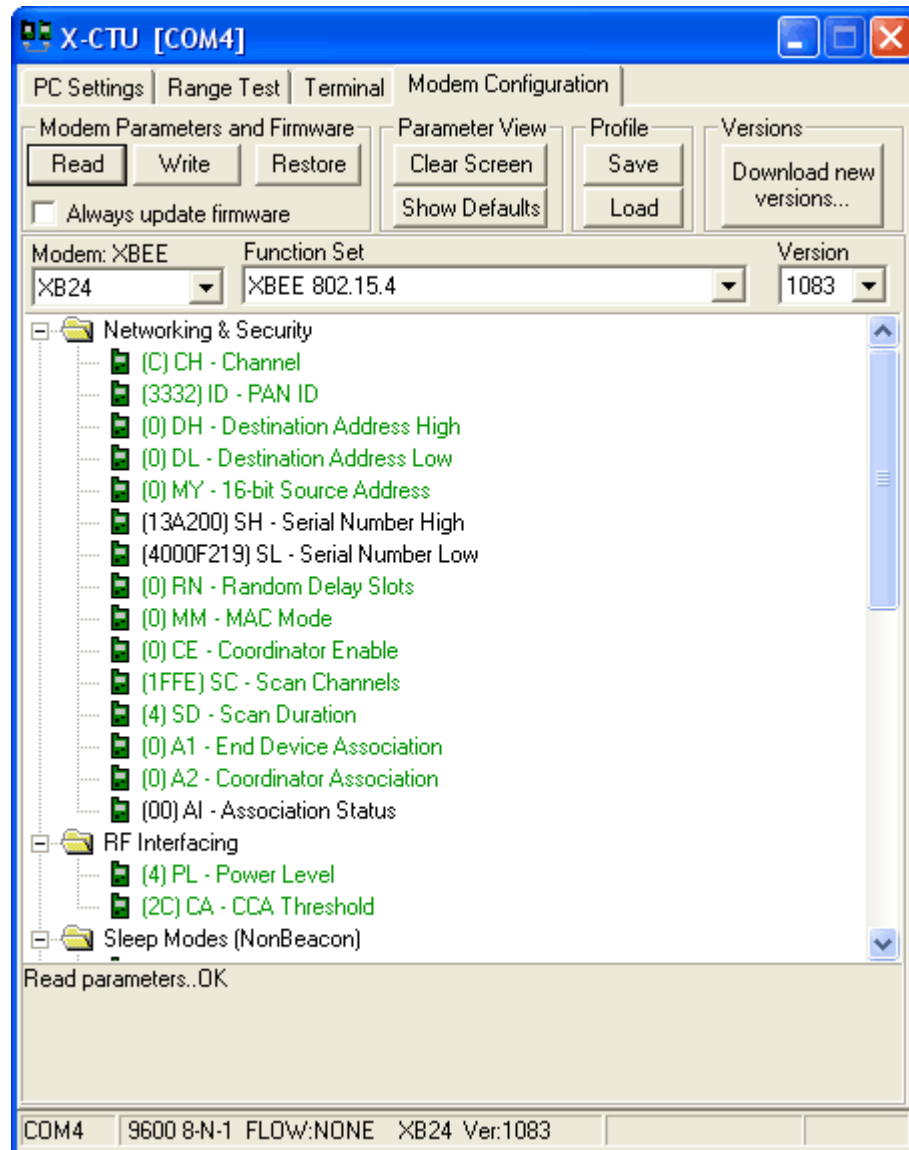 X-CTU [COM4]
PC Settings Range Test Terminal Modem Configuration
Modem Parameters and Firmware Parameter View Profile Versions
Read Write Restore Clear Screen Save Download new versions...
Always update firmware Show Defaults Load
Modem: XBEE Function Set Version
XB24 XBEE 802.15.4 1083
Networking & Security
(C) CH - Channel
(3332) ID - PAN ID
(0) DH - Destination Address High
(0) DL - Destination Address Low
(0) MY - 16-bit Source Address
(13A200) SH - Serial Number High
(4000F219) SL - Serial Number Low
(0) RN - Random Delay Slots
(0) MM - MAC Mode
(0) CE - Coordinator Enable
(1FFE) SC - Scan Channels
(4) SD - Scan Duration
(0) A1 - End Device Association
(0) A2 - Coordinator Association
(00) AI - Association Status
RF Interfacing
(4) PL - Power Level
(2C) CA - CCA Threshold
Sleep Modes (NonBeacon)
Read parameters..OK
COM4 9600 8-N-1 FLOW:NONE XB24 Ver:1083